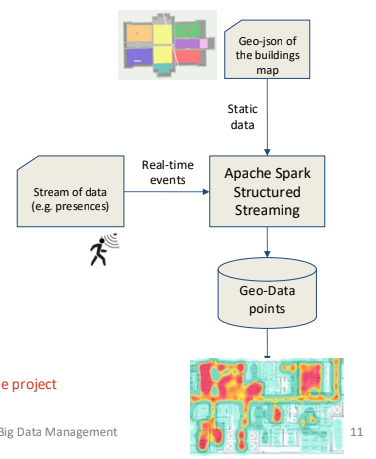 Geo-json of
the buildings
map
Static
data
Real-time
events
Stream of data
(e.g. presences)
Apache Spark
Structured
Streaming
Geo-Data
points
e project
Big Data Management
11